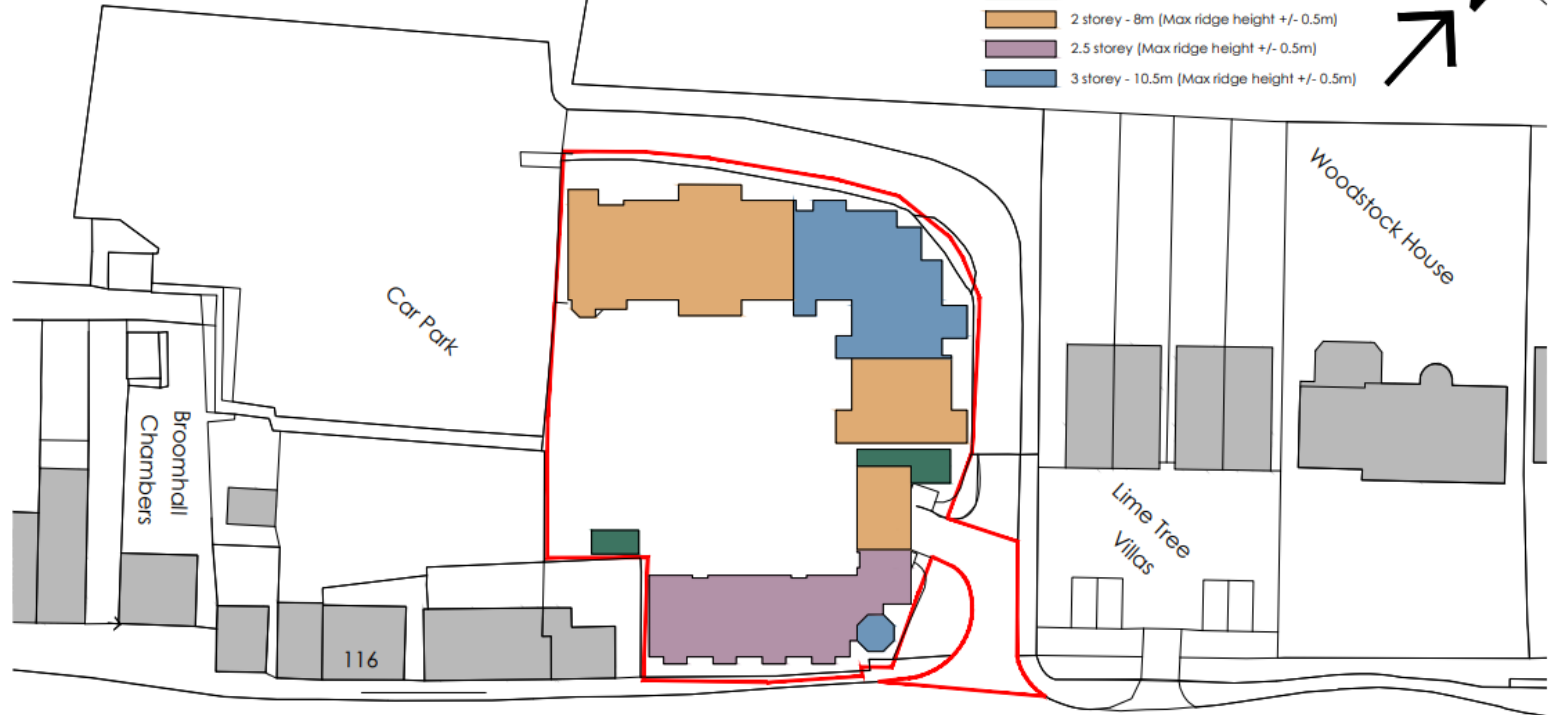 2 storey - 8m (Max ridge height +/- 0.5m)
2.5 storey (Max ridge height +/- 0.5m)
3 storey - 10.5m (Max ridge height +/- 0.5m)
Woodstock House
Car Park
Broomhall
Chambers
Lime Tree
Villas
116